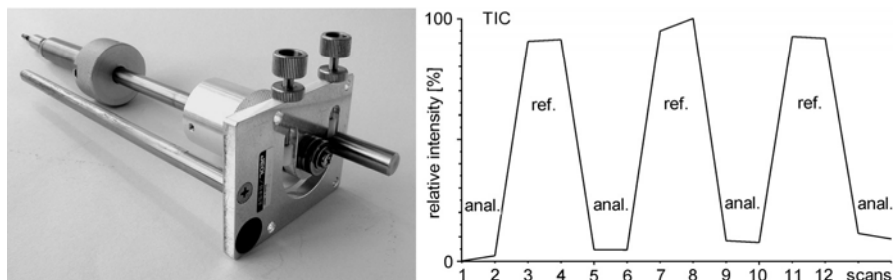 TIC
100
relative intensity [%]
0
ref. ref. ref.
anal. anal. anal. anal.
1 2 3 4 5 6 7 8 9 10 11 12 scans